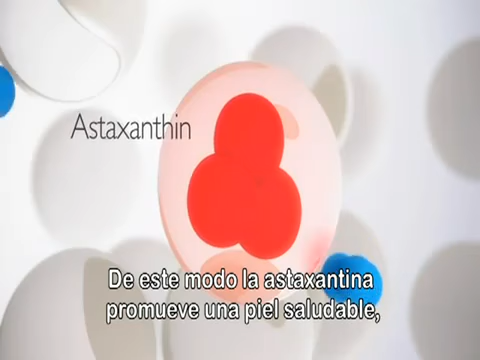 Astaxanthin
De este modo la astaxantina
promueve una piel saludable,